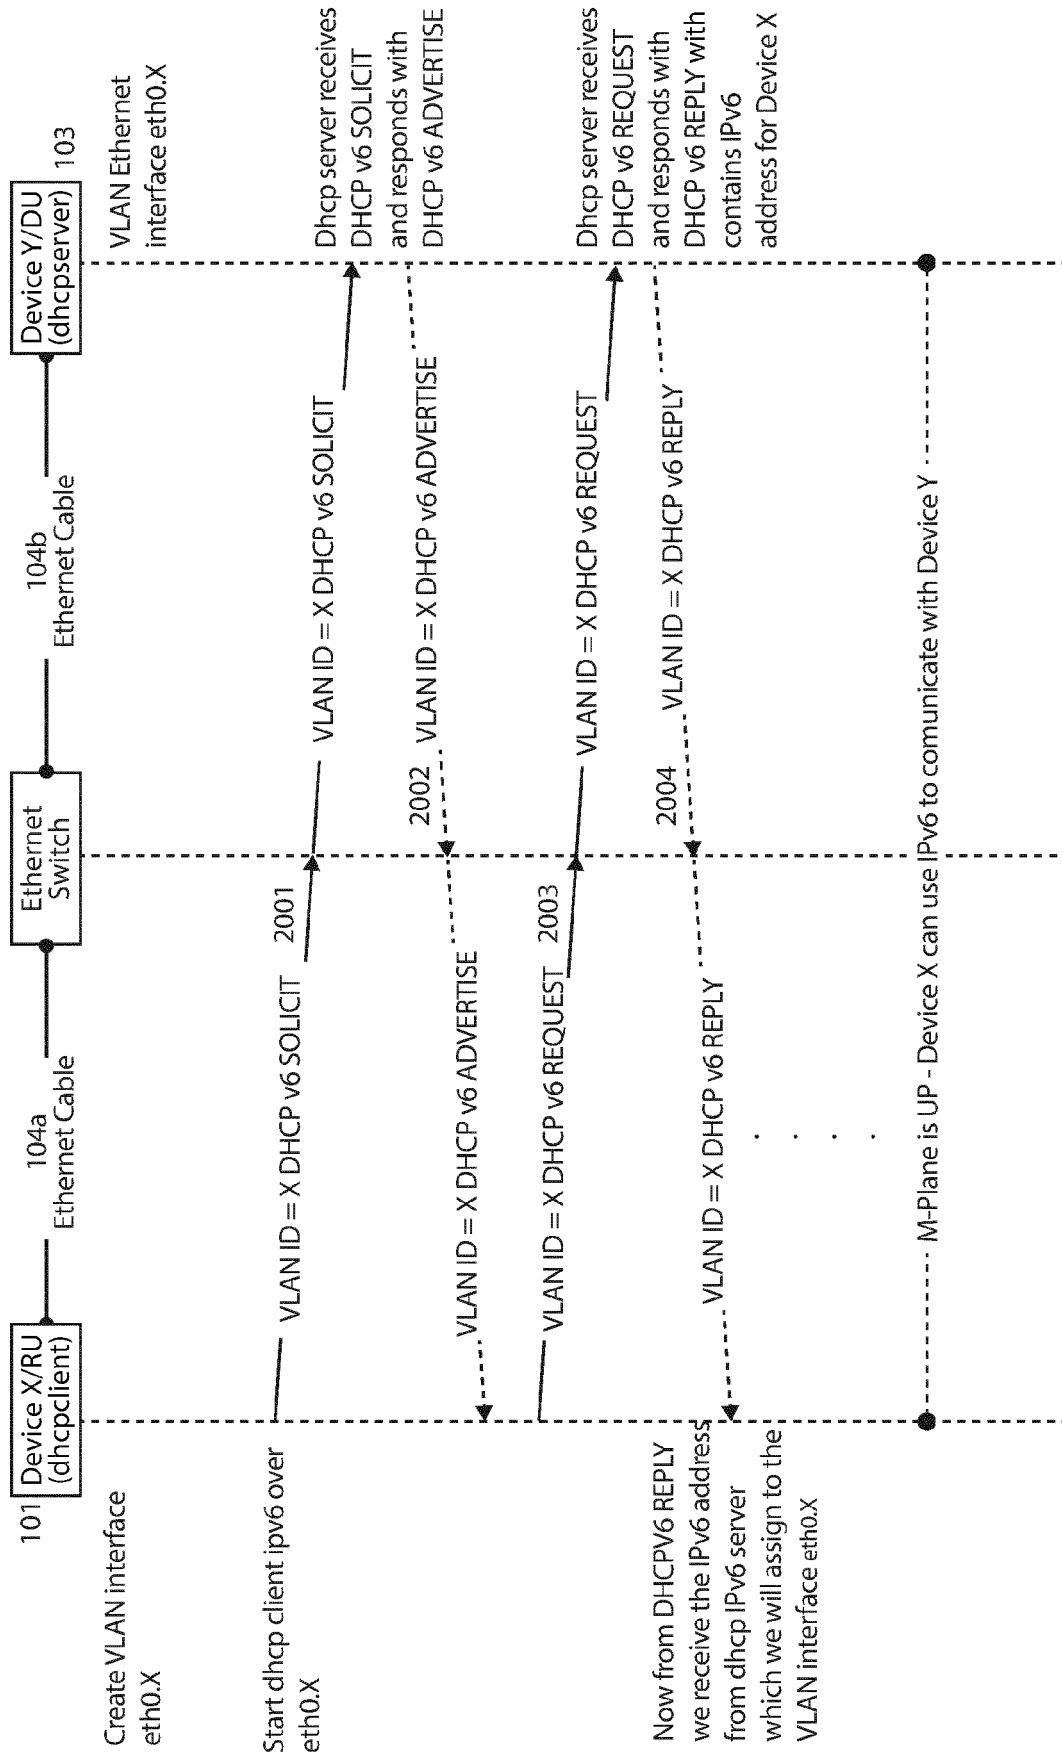 101
Device X/RU
(dhcpclient)
104a
Ethernet Cable
Ethernet
Switch
104b
Ethernet Cable
Device Y/DU
(dhcpserver)
103
Create VLAN interface
eth0.X
VLAN Ethernet
interface eth0.X
Start dhcp client ipv6 over
eth0.X
VLAN ID = X DHCP v6 SOLICIT
2001
VLAN ID = X DHCP v6 SOLICIT
Dhcp server receives
DHCP v6 SOLICIT
and responds with
DHCP v6 ADVERTISE
VLAN ID = X DHCP v6 ADVERTISE
2002
VLAN ID = X DHCP v6 ADVERTISE
VLAN ID = X DHCP v6 REQUEST
2003
VLAN ID = X DHCP v6 REQUEST
Dhcp server receives
DHCP v6 REQUEST
and responds with
DHCP v6 REPLY with
contains IPv6
address for Device X
VLAN ID = X DHCP v6 REPLY
2004
VLAN ID = X DHCP v6 REPLY
Now from DHCPV6 REPLY
we receive the IPv6 address
from dhcp IPv6 server
which we will assign to the
VLAN interface eth0.X
. . . .
M-Plane is UP - Device X can use IPv6 to comunicate with Device Y